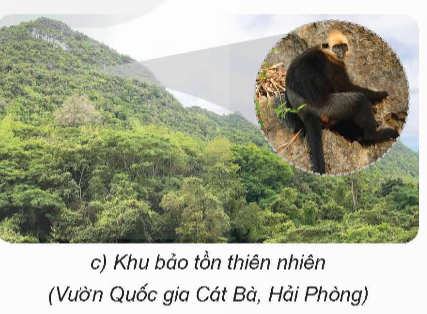 c) Khu bảo tồn thiên nhiên
(Vườn Quốc gia Cát Bà, Hải Phòng)